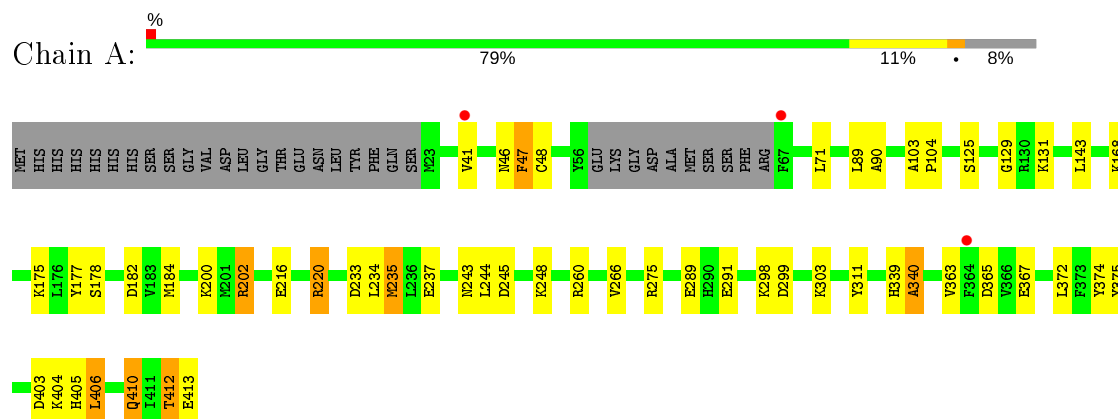 %
Chain A:
79% 11% • 8%
MET HIS HIS HIS HIS HIS HIS SER SER GLY VAL ASP LEU GLY THR GLU ASN LEU TYR PHE GLN SER M23 V41 N46 F47 C48 Y56 GLU LYS GLY ASP ALA MET SER SER PHE ARG F67 L71 L89 A90 A103 P104 S125 G129 R130 K131 L143 K168
K175 L176 Y177 S178 D182 V183 M184 K200 M201 R202 E216 R220 D233 L234 M235 L236 E237 N243 L244 D245 K248 R260 V266 R275 E289 H290 E291 K298 D299 K303 Y311 H339 A340 V363 F364 D365 V366 E367 L372 F373 Y374 Y375
D403 K404 H405 L406 Q410 I411 T412 E413